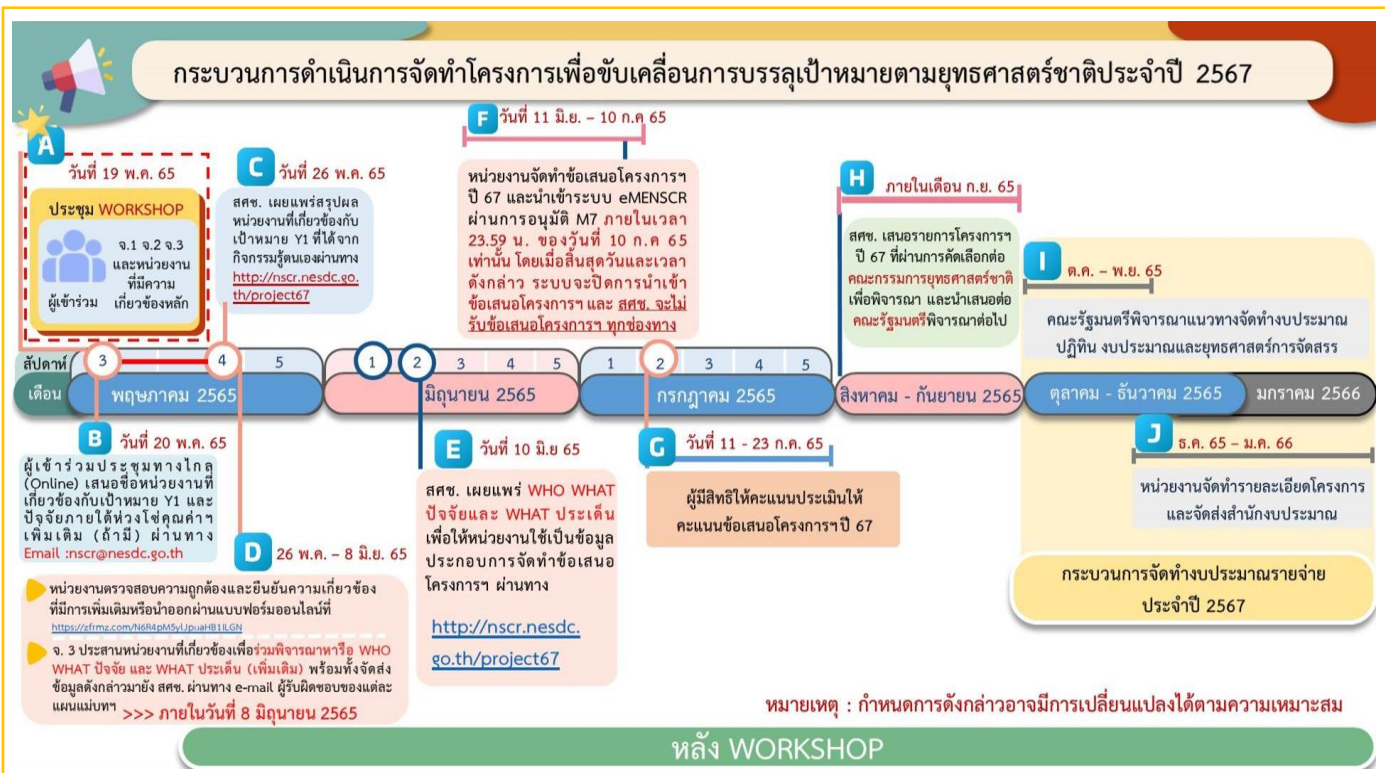 กระบวนการดำเนินการจัดทำโครงการเพื่อขับเคลื่อนการบรรลุเป้าหมายตามยุทธศาสตร์ชาติประจำปี 2567
A
วันที่ 19 พ.ค. 65
ประชุม WORKSHOP
จ.1 จ.2 จ.3
และหน่วยงาน
ที่มีความ
เกี่ยวข้องหลัก
ผู้เข้าร่วม
C
วันที่ 26 พ.ค. 65
สศช. เผยแพร่สรุปผล
หน่วยงานที่เกี่ยวข้องกับ
เป้าหมาย Y1 ที่ได้จาก
กิจกรรมรู้ตนเองผ่านทาง
http://nscr.nesdc.go.
th/project67
F
วันที่ 11 มิ.ย. – 10 ก.ค 65
หน่วยงานจัดทำข้อเสนอโครงการฯ
ปี 67 และนำเข้าระบบ eMENSCR
ผ่านการอนุมัติ M7 ภายในเวลา
23.59 น. ของวันที่ 10 ก.ค 65
เท่านั้น โดยเมื่อสิ้นสุดวันและเวลา
ดังกล่าว ระบบจะปิดการนำเข้า
ข้อเสนอโครงการฯ และ สศช. จะไม่
รับข้อเสนอโครงการฯ ทุกช่องทาง
H
ภายในเดือน ก.ย. 65
สศช. เสนอรายการโครงการฯ
ปี 67 ที่ผ่านการคัดเลือกต่อ
คณะกรรมการยุทธศาสตร์ชาติ
เพื่อพิจารณา และนำเสนอต่อ
คณะรัฐมนตรีพิจารณาต่อไป
I
ต.ค. – พ.ย. 65
คณะรัฐมนตรีพิจารณาแนวทางจัดทำงบประมาณ
ปฏิทิน งบประมาณและยุทธศาสตร์การจัดสรร
สัปดาห์
3
4
5
1
2
3
4
5
1
2
3
4
5
เดือน
พฤษภาคม 2565
มิถุนายน 2565
กรกฎาคม 2565
สิงหาคม - กันยายน 2565
ตุลาคม - ธันวาคม 2565
มกราคม 2566
B
วันที่ 20 พ.ค. 65
ผู้เข้าร่วมประชุมทางไกล
(Online) เสนอชื่อหน่วยงานที่
เกี่ยวข้องกับเป้าหมาย Y1 และ
ปัจจัยภายใต้ห่วงโซ่คุณค่าฯ
เพิ่มเติม (ถ้ามี) ผ่านทาง
Email :nscr@nesdc.go.th
D
26 พ.ค. – 8 มิ.ย. 65
หน่วยงานตรวจสอบความถูกต้องและยืนยันความเกี่ยวข้อง
ที่มีการเพิ่มเติมหรือนำออกผ่านแบบฟอร์มออนไลน์ที่
จ. 3 ประสานหน่วยงานที่เกี่ยวข้องเพื่อร่วมพิจารณาหารือ WHO
WHAT ปัจจัย และ WHAT ประเด็น (เพิ่มเติม) พร้อมทั้งจัดส่ง
ข้อมูลดังกล่าวมายัง สศช. ผ่านทาง e-mail ผู้รับผิดชอบของแต่ละ
แผนแม่บทฯ >>> ภายในวันที่ 8 มิถุนายน 2565
E
วันที่ 10 มิ.ย 65
สศช. เผยแพร่ WHO WHAT
ปัจจัยและ WHAT ประเด็น
เพื่อให้หน่วยงานใช้เป็นข้อมูล
ประกอบการจัดทำข้อเสนอ
โครงการฯ ผ่านทาง
http://nscr.nesdc.
go.th/project67
G
วันที่ 11 - 23 ก.ค. 65
ผู้มีสิทธิให้คะแนนประเมินให้
คะแนนข้อเสนอโครงการฯปี 67
J
ธ.ค. 65 – ม.ค. 66
หน่วยงานจัดทำรายละเอียดโครงการ
และจัดส่งสำนักงบประมาณ
กระบวนการจัดทำงบประมาณรายจ่าย
ประจำปี 2567
หมายเหตุ : กำหนดการดังกล่าวอาจมีการเปลี่ยนแปลงได้ตามความเหมาะสม
หลัง WORKSHOP